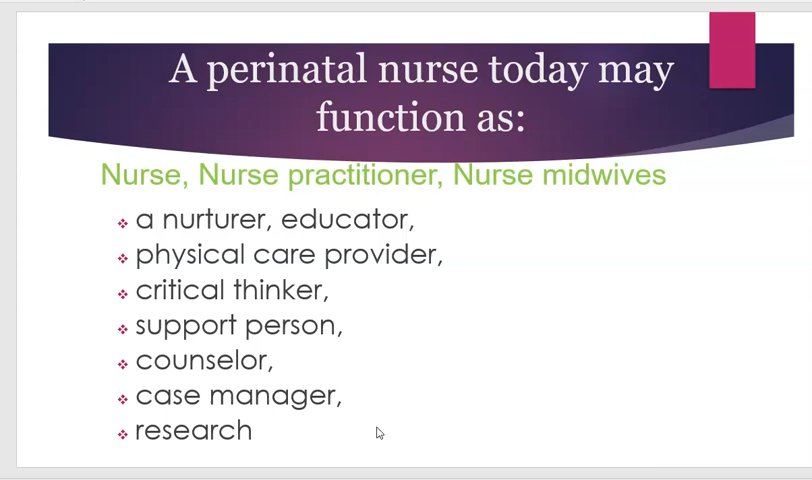 A perinatal nurse today may
function as:
Nurse, Nurse practitioner, Nurse midwives
a nurturer, educator,
physical care provider,
critical thinker,
support person,
counselor,
case manager,
research